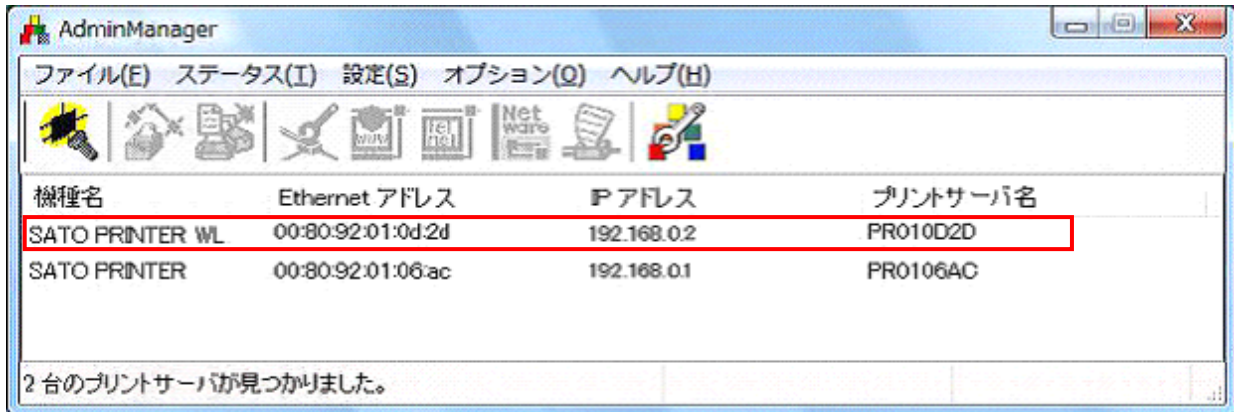 AdminManager
ファイル(F) ステータス(T) 設定(S) オプション(O) ヘルプ(H)
WWW Tel net Net ware
機種名 Ethernet アドレス IP アドレス プリントサーバ名
SATO PRINTER WL 00:80:92:01:0d:2d 192.168.0.2 PR010D2D
SATO PRINTER 00:80:92:01:06:ac 192.168.0.1 PR0106AC
2 台のプリントサーバが見つかりました。